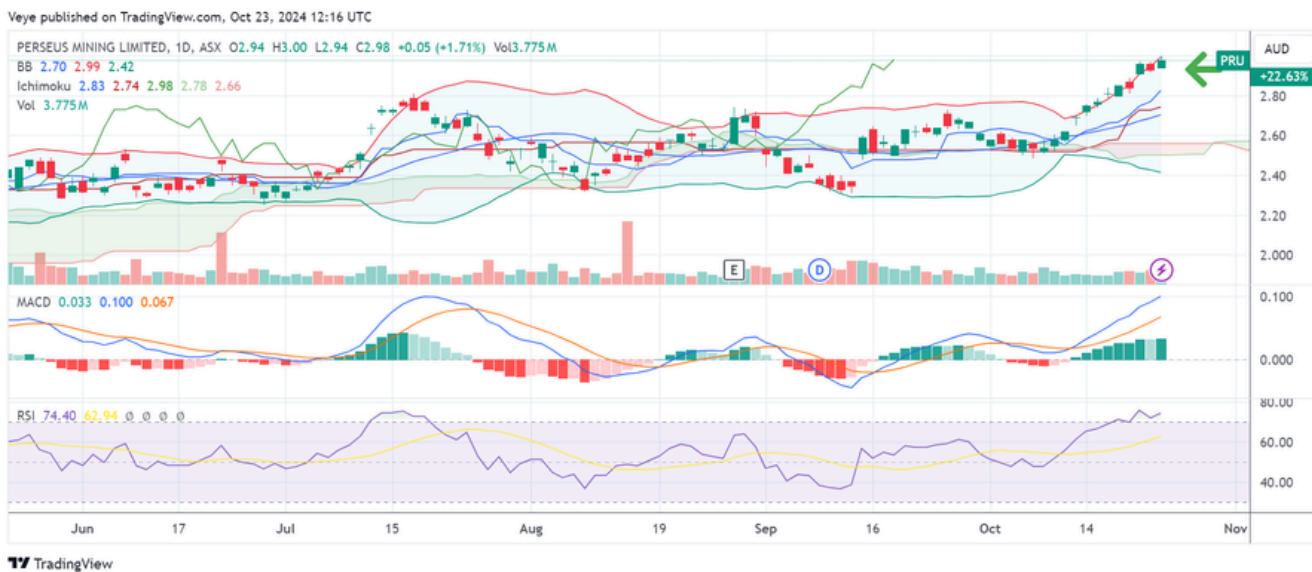 Veye published on TradingView.com, Oct 23, 2024 12:16 UTC
PERSEUS MINING LIMITED, 1D, ASX O2.94 H3.00 L2.94 C2.98 +0.05 (+1.71%) Vol3.775M
BB 2.70 2.99 2.42
Ichimoku 2.83 2.74 2.98 2.78 2.66
Vol 3.775M
AUD
PRU
+22.63%
2.80
2.60
2.40
2.20
2.000
E
D
MACD 0.033 0.100 0.067
0.100
0.000
RSI 74.40 62.94 Ø Ø Ø Ø
80.00
60.00
40.00
Jun 17 Jul 15 Aug 19 Sep 16 Oct 14 Nov
TradingView